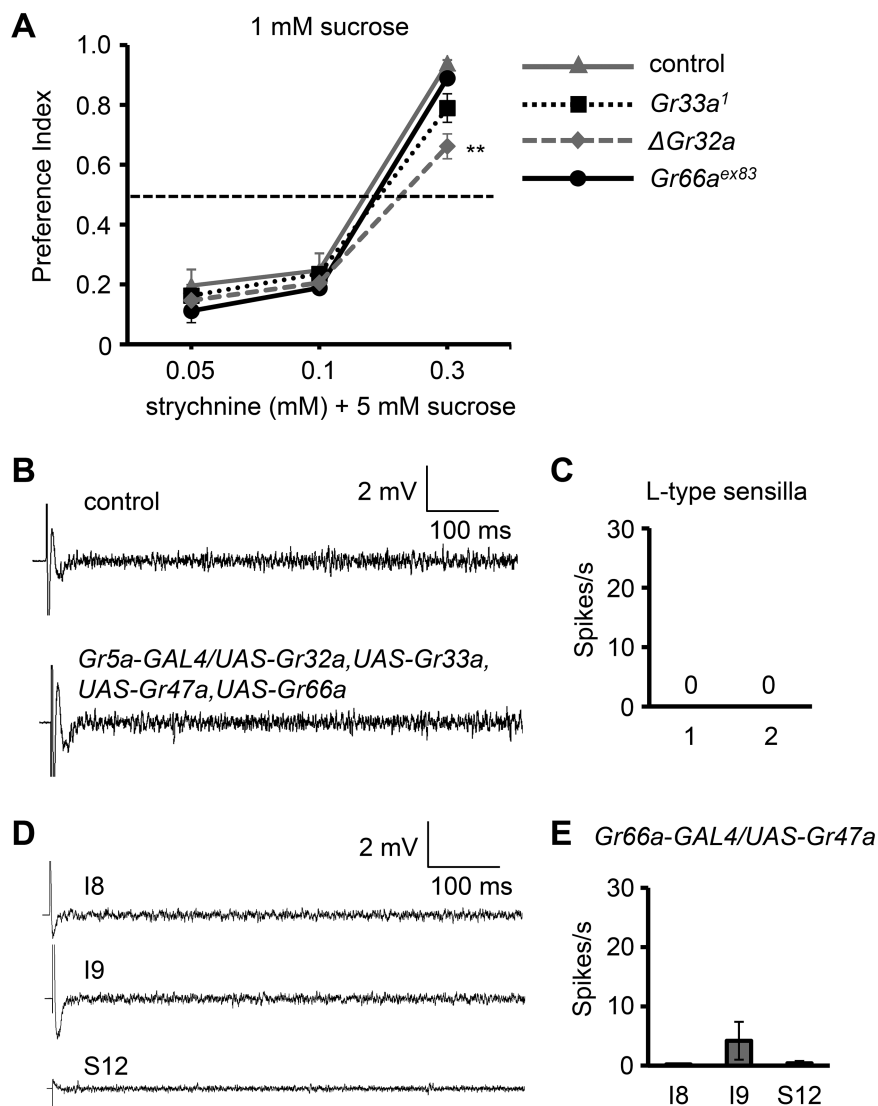 A
1 mM sucrose
Preference Index
1.0
0.8
0.6
0.4
0.2
0
**
0.05 0.1 0.3
strychnine (mM) + 5 mM sucrose
control
Gr33a¹
ΔGr32a
Gr66aᵉˣ⁸³
B
control
2 mV
100 ms
Gr5a-GAL4/UAS-Gr32a,UAS-Gr33a,
UAS-Gr47a,UAS-Gr66a
C
L-type sensilla
Spikes/s
30
20
10
0
0 0
1 2
D
2 mV
100 ms
I8
I9
S12
E
Gr66a-GAL4/UAS-Gr47a
Spikes/s
30
20
10
0
I8 I9 S12